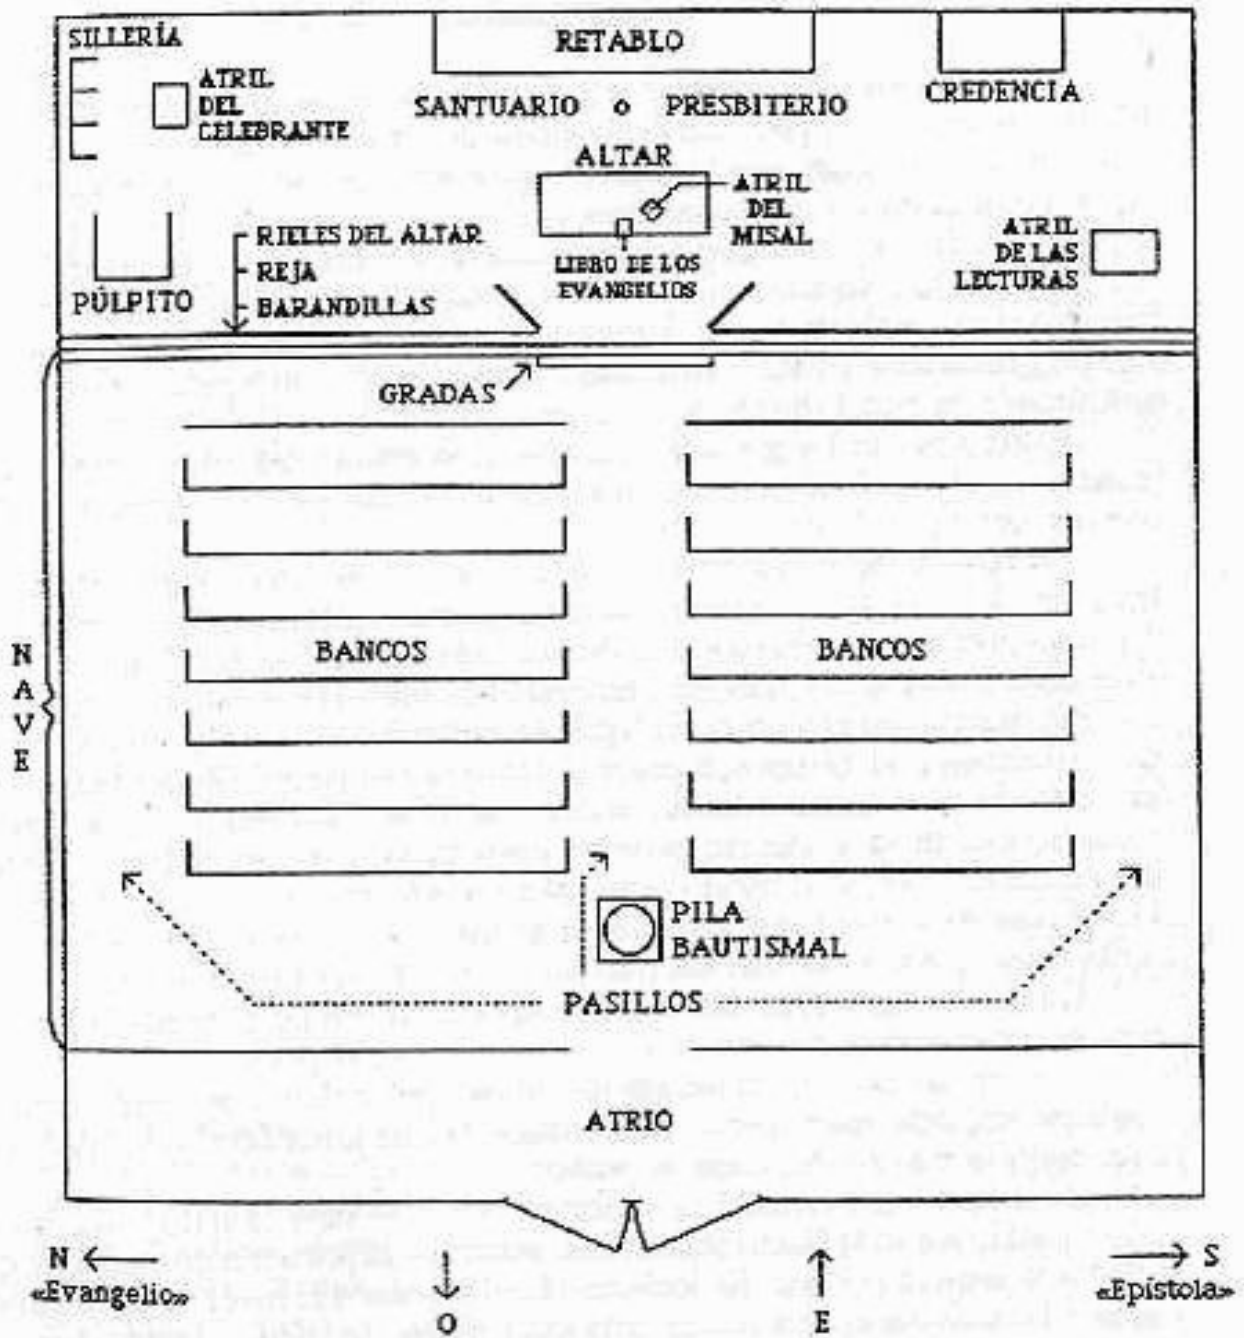 SILLERÍA
RETABLO
CREDENCIA
ATRIL
DEL
CELEBRANTE
SANTUARIO o PRESBITERIO
ALTAR
ATRIL
DEL
MISAL
LIBRO DE LOS
EVANGELIOS
ATRIL
DE LAS
LECTURAS
PÚLPITO
RIELES DEL ALTAR
REJA
BARANDILLAS
GRADAS
NAVE
BANCOS
BANCOS
PILA
BAUTISMAL
PASILLOS
ATRIO
N
«Evangelio»
O
E
S
«Epístola»